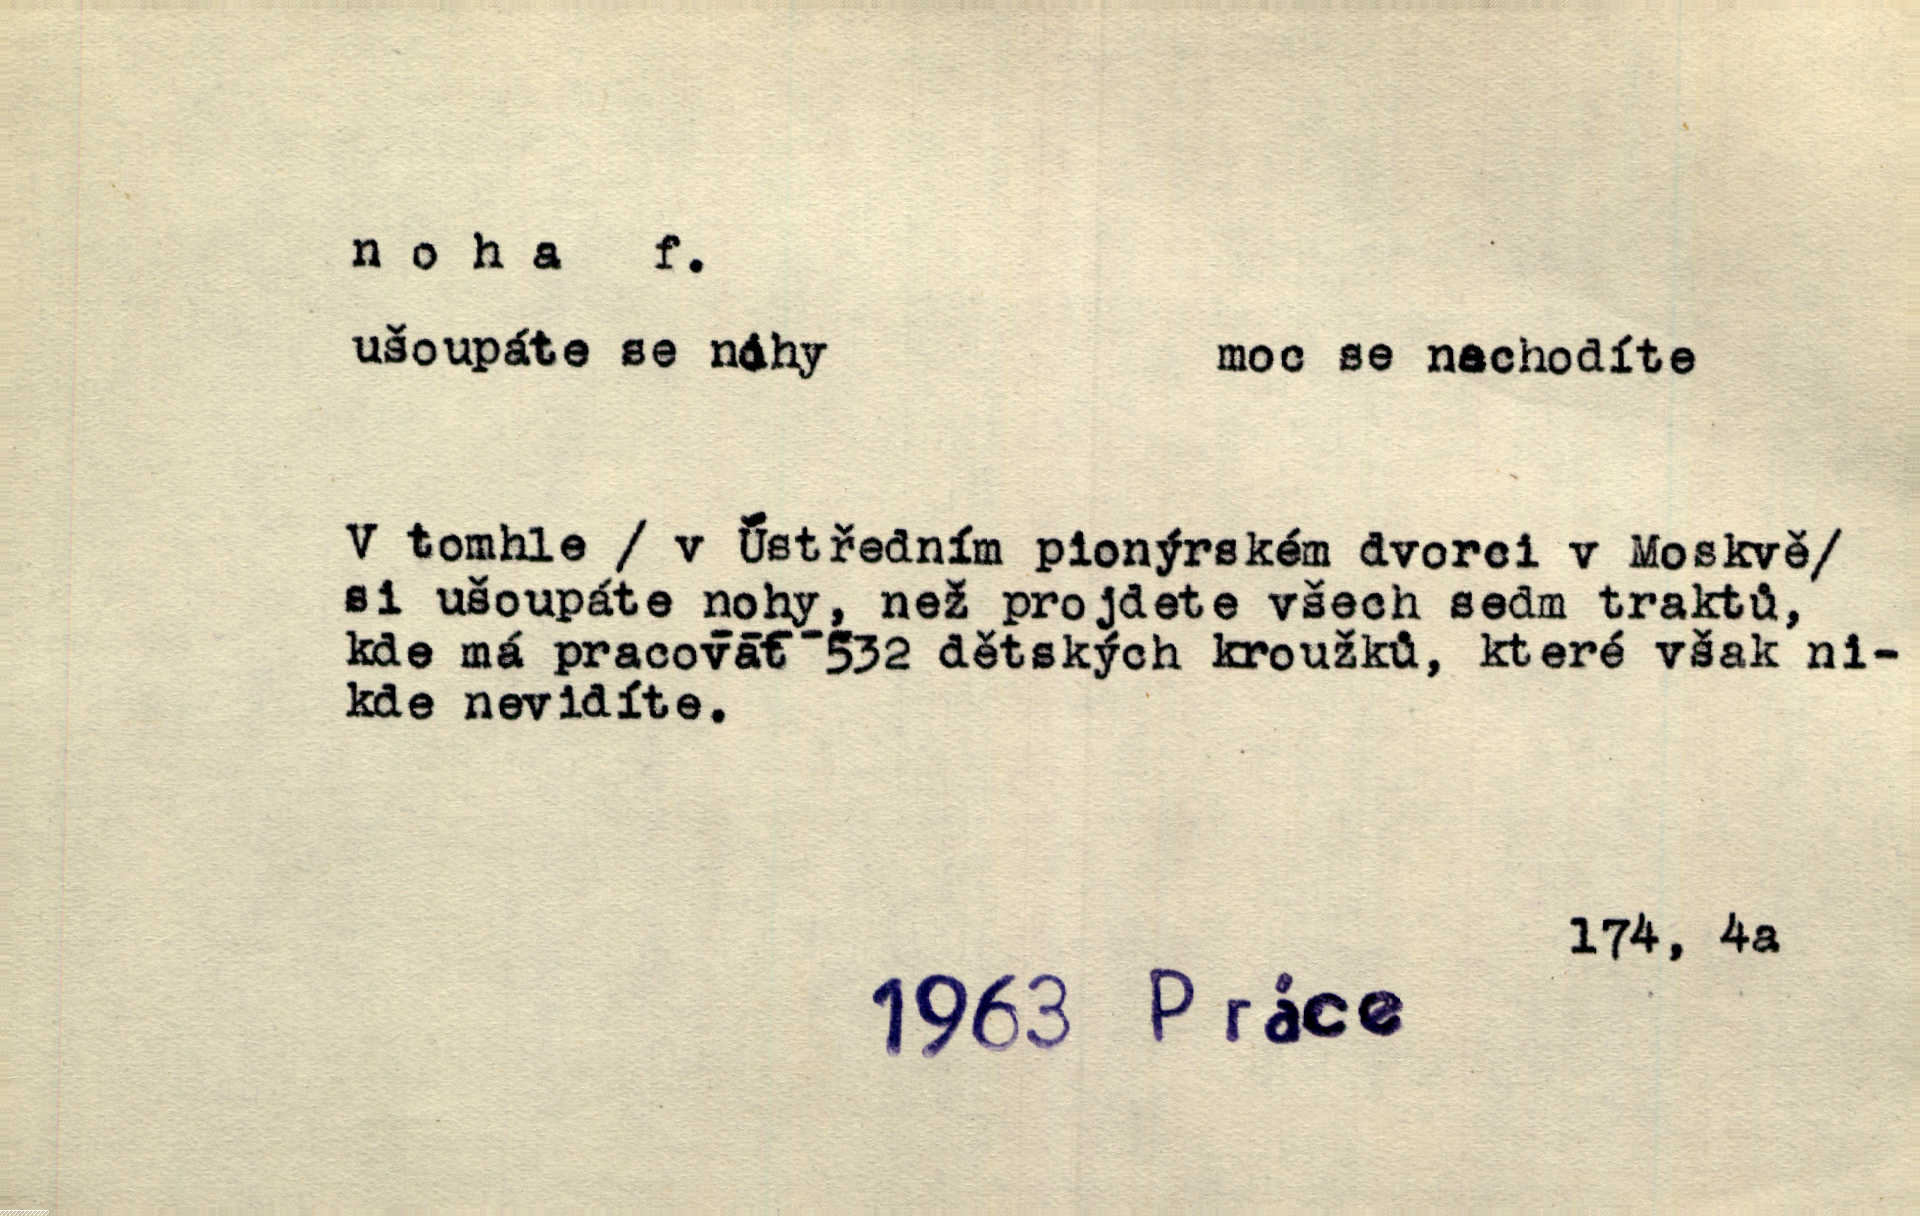 noha f.
ušoupáte se nohy moc se nachodíte
V tomhle / v Ústředním pionýrském dvorci v Moskvě/
si ušoupáte nohy, než projdete všech sedm traktů,
kde má pracovat 532 dětských kroužků, které však ni-
kde nevidíte.
174, 4a
1963 Práce